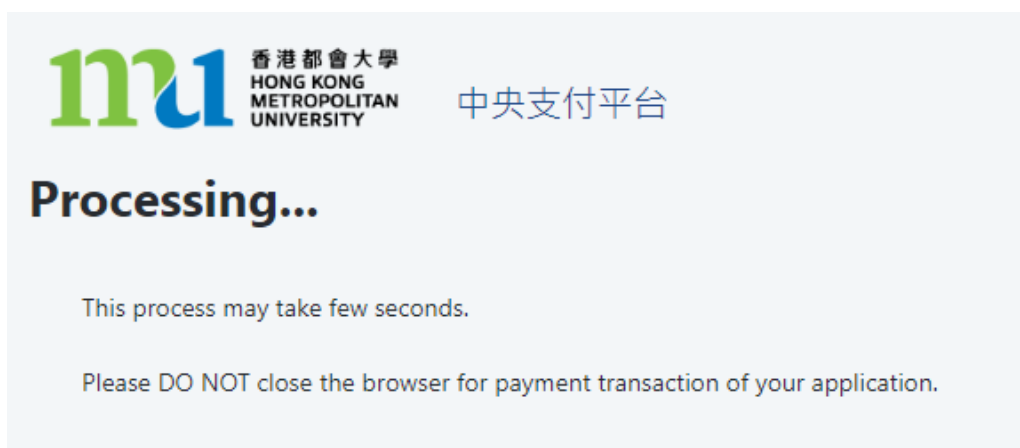 mu
香港都會大學
HONG KONG
METROPOLITAN
UNIVERSITY
中央支付平台
Processing...
This process may take few seconds.
Please DO NOT close the browser for payment transaction of your application.